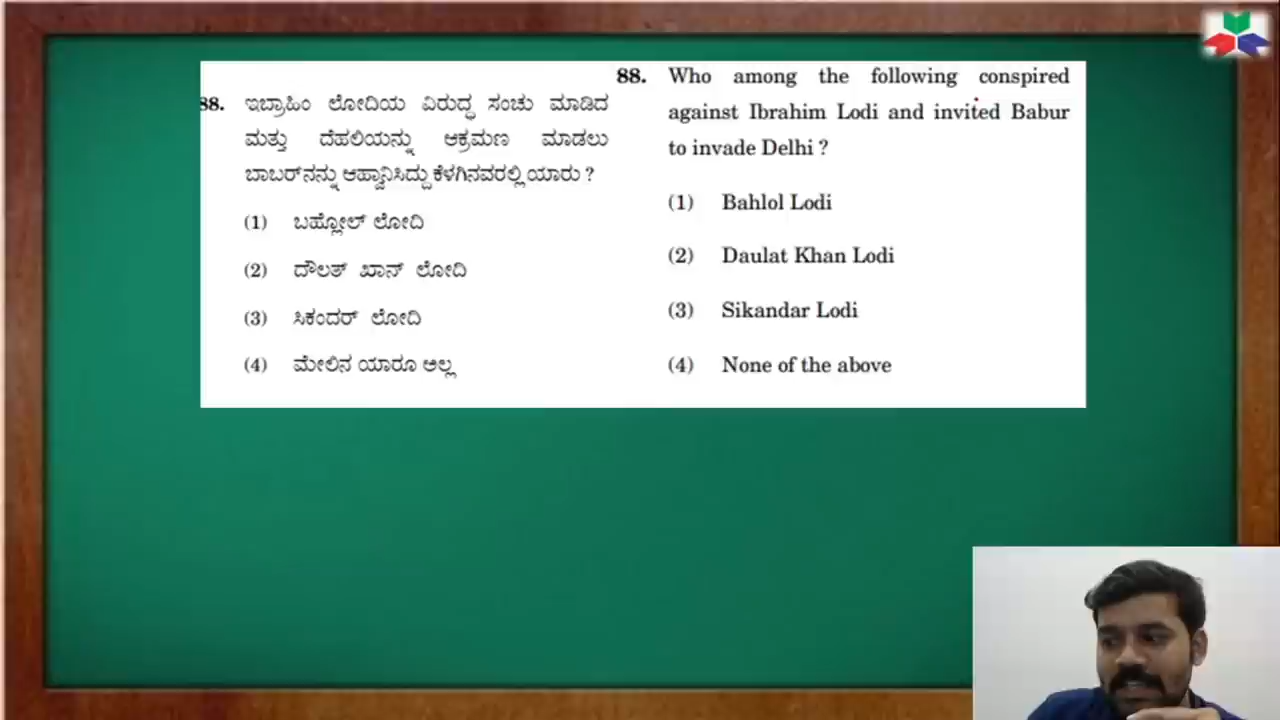 88. ಇಬ್ರಾಹಿಂ ಲೋದಿಯ ವಿರುದ್ಧ ಸಂಚು ಮಾಡಿದ
ಮತ್ತು ದೆಹಲಿಯನ್ನು ಆಕ್ರಮಣ ಮಾಡಲು
ಬಾಬರ್‌ನನ್ನು ಆಹ್ವಾನಿಸಿದ್ದು ಕೆಳಗಿನವರಲ್ಲಿ ಯಾರು ?
(1) ಬಹ್ಲೋಲ್ ಲೋದಿ
(2) ದೌಲತ್ ಖಾನ್ ಲೋದಿ
(3) ಸಿಕಂದರ್ ಲೋದಿ
(4) ಮೇಲಿನ ಯಾರೂ ಅಲ್ಲ
88. Who among the following conspired
against Ibrahim Lodi and invited Babur
to invade Delhi ?
(1) Bahlol Lodi
(2) Daulat Khan Lodi
(3) Sikandar Lodi
(4) None of the above